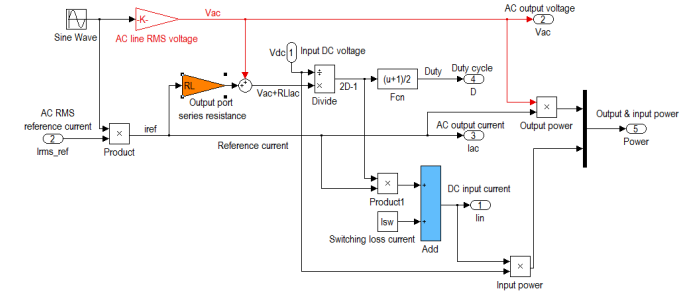 AC output voltage
Vac
2
Vac
-K-
Sine Wave
AC line RMS voltage
Vdc
1
Input DC voltage
÷
×
Divide
2D-1
(u+1)/2
Fcn
Duty
Duty cycle
4
D
RL
Output port
series resistance
Vac+RLIac
AC RMS
reference current
2
Irms_ref
×
Product
iref
Reference current
×
Output power
AC output current
3
Iac
Output & input power
5
Power
×
Product1
Isw
Switching loss current
+
+
Add
DC input current
1
Iin
×
Input power